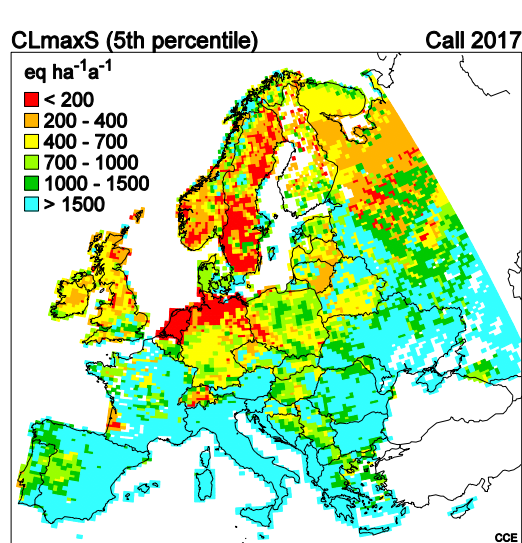 CLmaxS (5th percentile) Call 2017
eq ha⁻¹a⁻¹
< 200
200 - 400
400 - 700
700 - 1000
1000 - 1500
> 1500
CCE